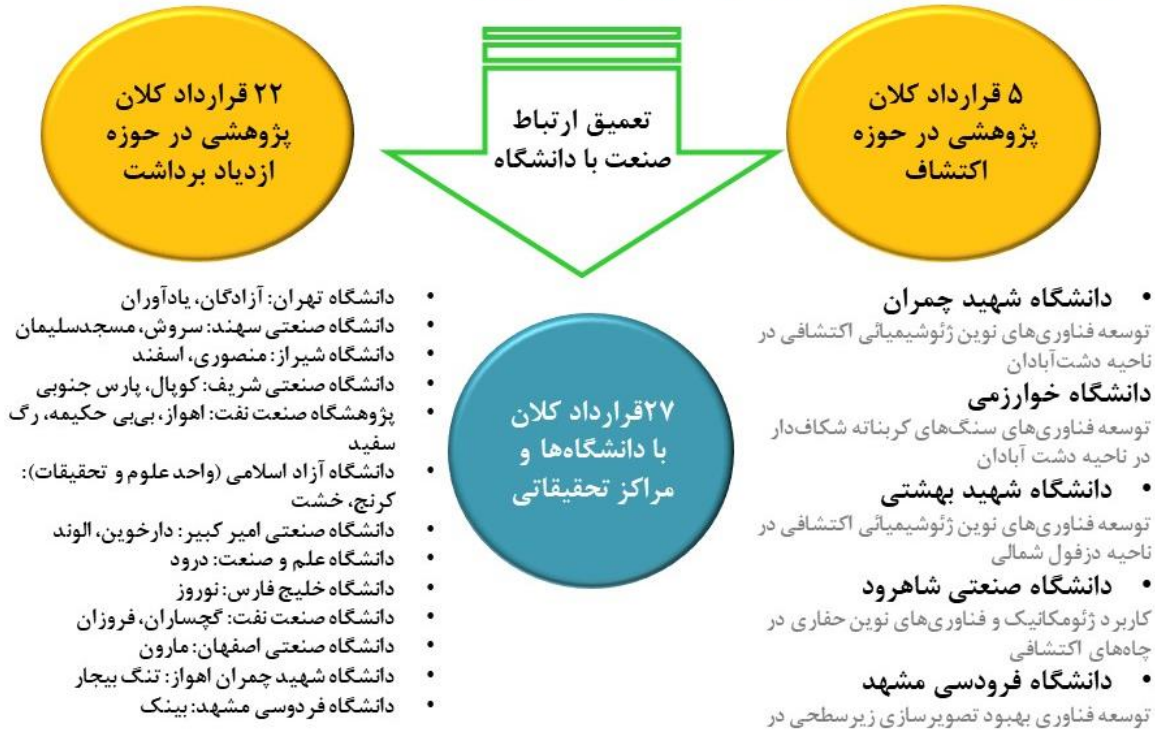 ۵ قرارداد کلان
پژوهشی در حوزه
اکتشاف
تعمیق ارتباط
صنعت با دانشگاه
۲۲ قرارداد کلان
پژوهشی در حوزه
ازدیاد برداشت
• دانشگاه شهید چمران
توسعه فناوری‌های نوین ژئوشیمیائی اکتشافی در
ناحیه دشت‌آبادان
دانشگاه خوارزمی
توسعه فناوری‌های سنگ‌های کربناته شکاف‌دار
در ناحیه دشت آبادان
• دانشگاه شهید بهشتی
توسعه فناوری‌های نوین ژئوشیمیائی اکتشافی در
ناحیه دزفول شمالی
• دانشگاه صنعتی شاهرود
کاربرد ژئومکانیک و فناوری‌های نوین حفاری در
چاه‌های اکتشافی
• دانشگاه فرودسی مشهد
توسعه فناوری بهبود تصویرسازی زیرسطحی در
۲۷قرارداد کلان
با دانشگاه‌ها و
مراکز تحقیقاتی
• دانشگاه تهران: آزادگان، یادآوران
• دانشگاه صنعتی سهند: سروش، مسجدسلیمان
• دانشگاه شیراز: منصوری، اسفند
• دانشگاه صنعتی شریف: کوپال، پارس جنوبی
• پژوهشگاه صنعت نفت: اهواز، بی‌بی حکیمه، رگ
سفید
• دانشگاه آزاد اسلامی (واحد علوم و تحقیقات):
کرنج، خشت
• دانشگاه صنعتی امیر کبیر: دارخوین، الوند
• دانشگاه علم و صنعت: درود
• دانشگاه خلیج فارس: نوروز
• دانشگاه صنعت نفت: گچساران، فروزان
• دانشگاه صنعتی اصفهان: مارون
• دانشگاه شهید چمران اهواز: تنگ بیجار
• دانشگاه فردوسی مشهد: بینک